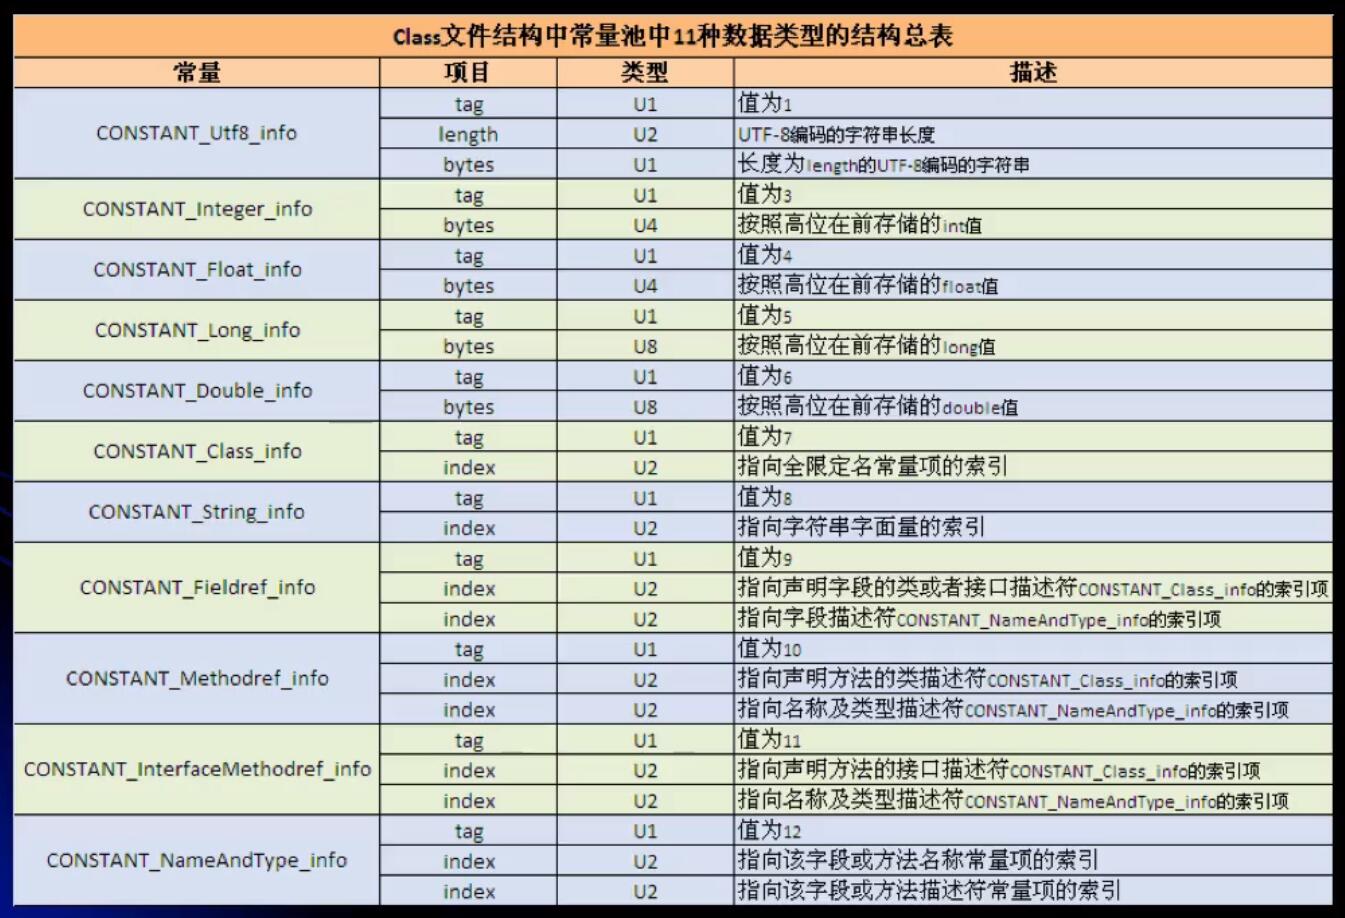 Class文件结构中常量池中11种数据类型的结构总表
常量 项目 类型 描述
CONSTANT_Utf8_info tag U1 值为1
length U2 UTF-8编码的字符串长度
bytes U1 长度为length的UTF-8编码的字符串
CONSTANT_Integer_info tag U1 值为3
bytes U4 按照高位在前存储的int值
CONSTANT_Float_info tag U1 值为4
bytes U4 按照高位在前存储的float值
CONSTANT_Long_info tag U1 值为5
bytes U8 按照高位在前存储的long值
CONSTANT_Double_info tag U1 值为6
bytes U8 按照高位在前存储的double值
CONSTANT_Class_info tag U1 值为7
index U2 指向全限定名常量项的索引
CONSTANT_String_info tag U1 值为8
index U2 指向字符串字面量的索引
CONSTANT_Fieldref_info tag U1 值为9
index U2 指向声明字段的类或者接口描述符CONSTANT_Class_info的索引项
index U2 指向字段描述符CONSTANT_NameAndType_info的索引项
CONSTANT_Methodref_info tag U1 值为10
index U2 指向声明方法的类描述符CONSTANT_Class_info的索引项
index U2 指向名称及类型描述符CONSTANT_NameAndType_info的索引项
CONSTANT_InterfaceMethodref_info tag U1 值为11
index U2 指向声明方法的接口描述符CONSTANT_Class_info的索引项
index U2 指向名称及类型描述符CONSTANT_NameAndType_info的索引项
CONSTANT_NameAndType_info tag U1 值为12
index U2 指向该字段或方法名称常量项的索引
index U2 指向该字段或方法描述符常量项的索引